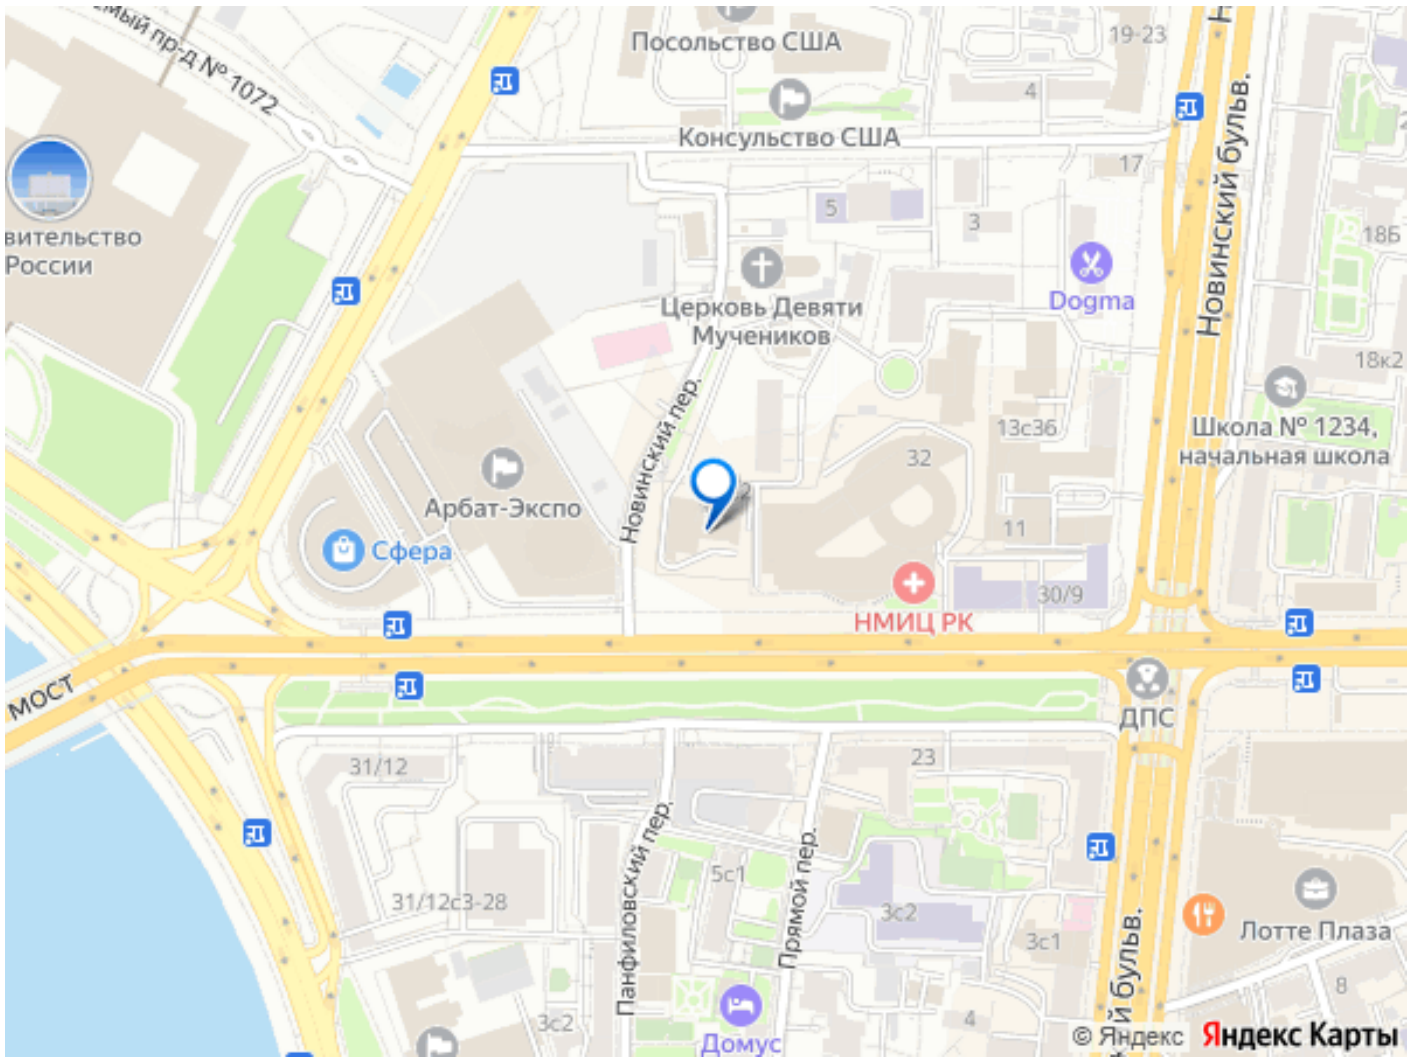 Посольство США
19-23
пр-д № 1072
4
Консульство США
17
Новинский бульв.
5
3
18Б
вительство
России
Dogma
Церковь Девяти
Мучеников
18к2
Новинский пер.
13с36
Школа № 1234,
начальная школа
32
2
Арбат-Экспо
11
Сфера
30/9
НМИЦ РК
МОСТ
ДПС
31/12
23
Панфиловский пер.
Прямой пер.
5с1
31/12с3-28
3с2
3с1
Лотте Плаза
й бульв.
8
3с2
4
Домус
© Яндекс Яндекс Карты